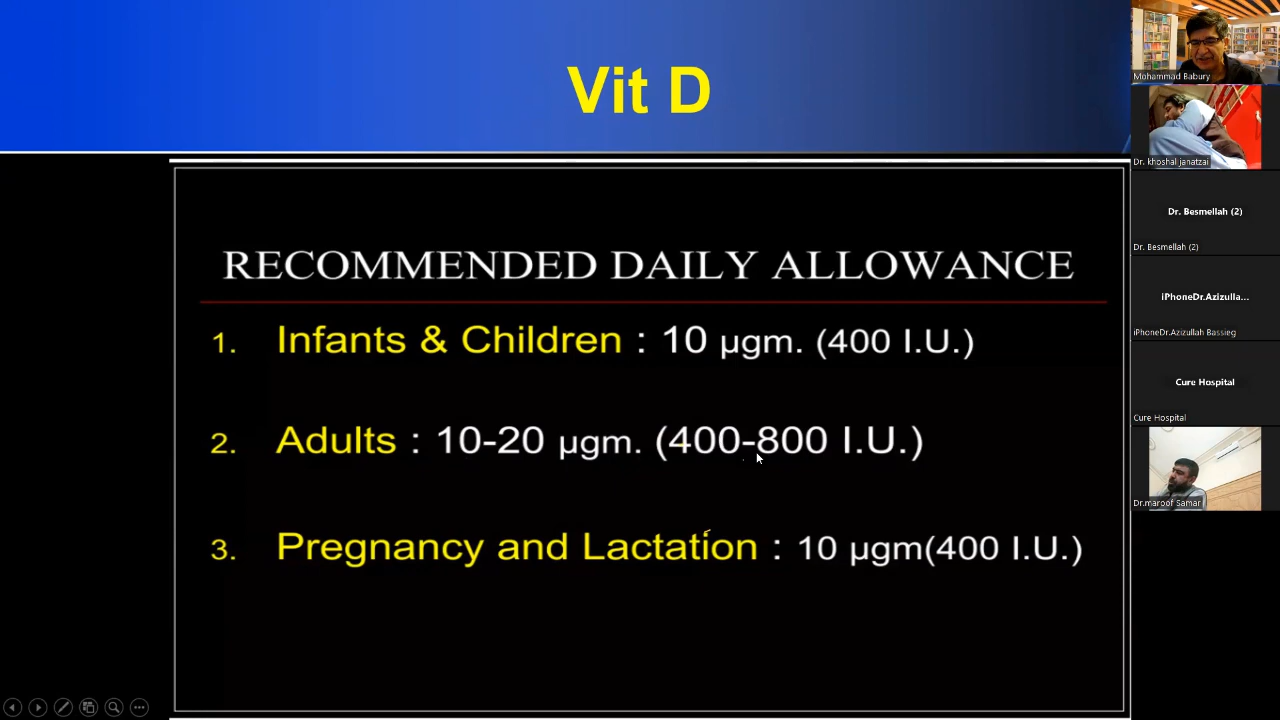 Vit D
RECOMMENDED DAILY ALLOWANCE
1. Infants & Children : 10 µgm. (400 I.U.)
2. Adults : 10-20 µgm. (400-800 I.U.)
3. Pregnancy and Lactation : 10 µgm(400 I.U.)
Mohammad Babury
Dr. khoshal janatzai
Dr. Besmellah (2)
Dr. Besmellah (2)
iPhoneDr.Azizulla...
iPhoneDr.Azizullah Bassieg
Cure Hospital
Cure Hospital
Dr.maroof Samar